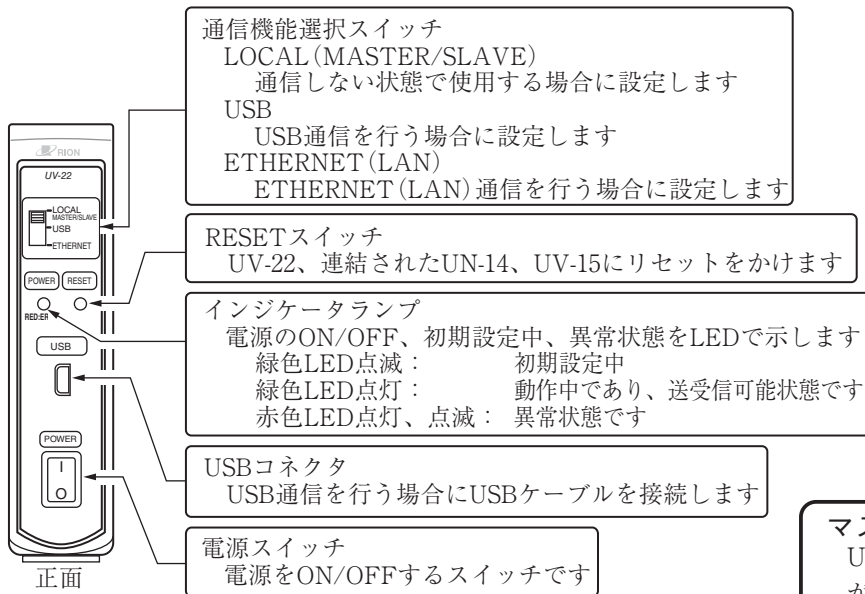 通信機能選択スイッチ
LOCAL(MASTER/SLAVE)
通信しない状態で使用する場合に設定します
USB
USB通信を行う場合に設定します
ETHERNET(LAN)
ETHERNET(LAN)通信を行う場合に設定します
RION
UV-22
LOCAL
MASTER/SLAVE
USB
ETHERNET
POWER RESET
RED:ER
USB
POWER
I
O
正面
RESETスイッチ
UV-22、連結されたUN-14、UV-15にリセットをかけます
インジケータランプ
電源のON/OFF、初期設定中、異常状態をLEDで示します
緑色LED点滅： 初期設定中
緑色LED点灯： 動作中であり、送受信可能状態です
赤色LED点灯、点滅： 異常状態です
USBコネクタ
USB通信を行う場合にUSBケーブルを接続します
電源スイッチ
電源をON/OFFするスイッチです
マ
U